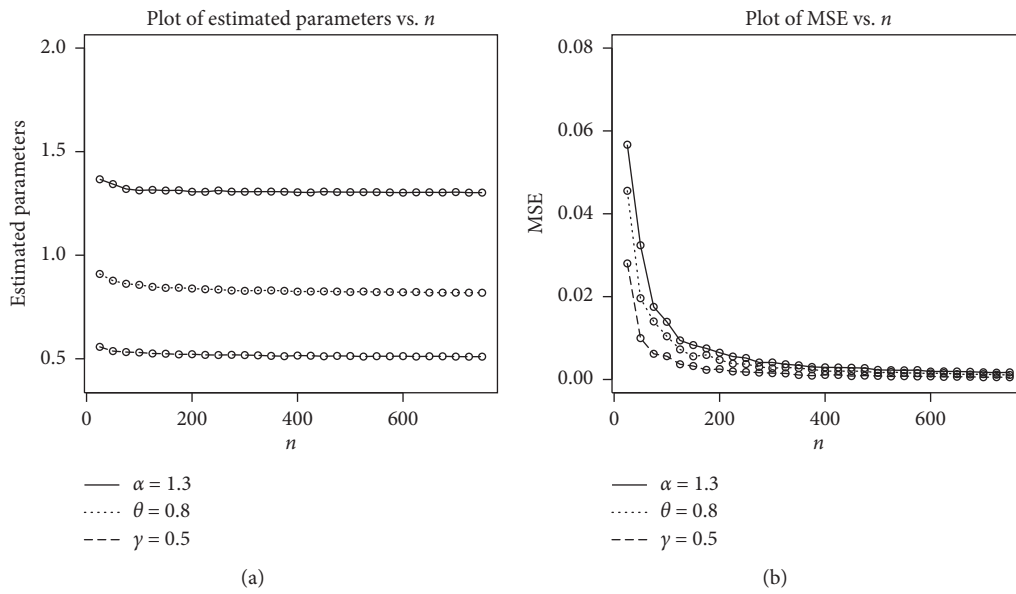 Plot of estimated parameters vs. n
2.0
1.5
1.0
0.5
Estimated parameters
0
200
400
600
n
α = 1.3
θ = 0.8
γ = 0.5
(a)
Plot of MSE vs. n
0.08
0.06
0.04
0.02
0.00
MSE
0
200
400
600
n
α = 1.3
θ = 0.8
γ = 0.5
(b)